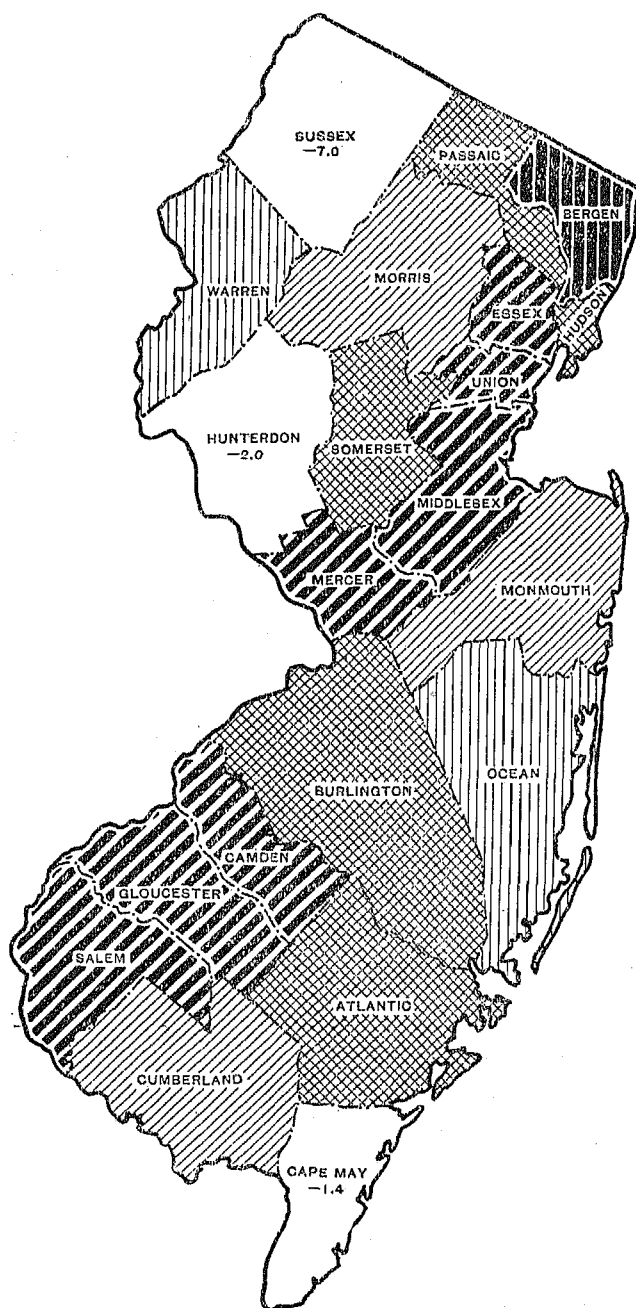 SUSSEX
—7.0
PASSAIC
BERGEN
WARREN
MORRIS
ESSEX
HUDSON
UNION
HUNTERDON
—2.0
SOMERSET
MIDDLESEX
MERCER
MONMOUTH
OCEAN
BURLINGTON
CAMDEN
GLOUCESTER
SALEM
ATLANTIC
CUMBERLAND
CAPE MAY
—1.4